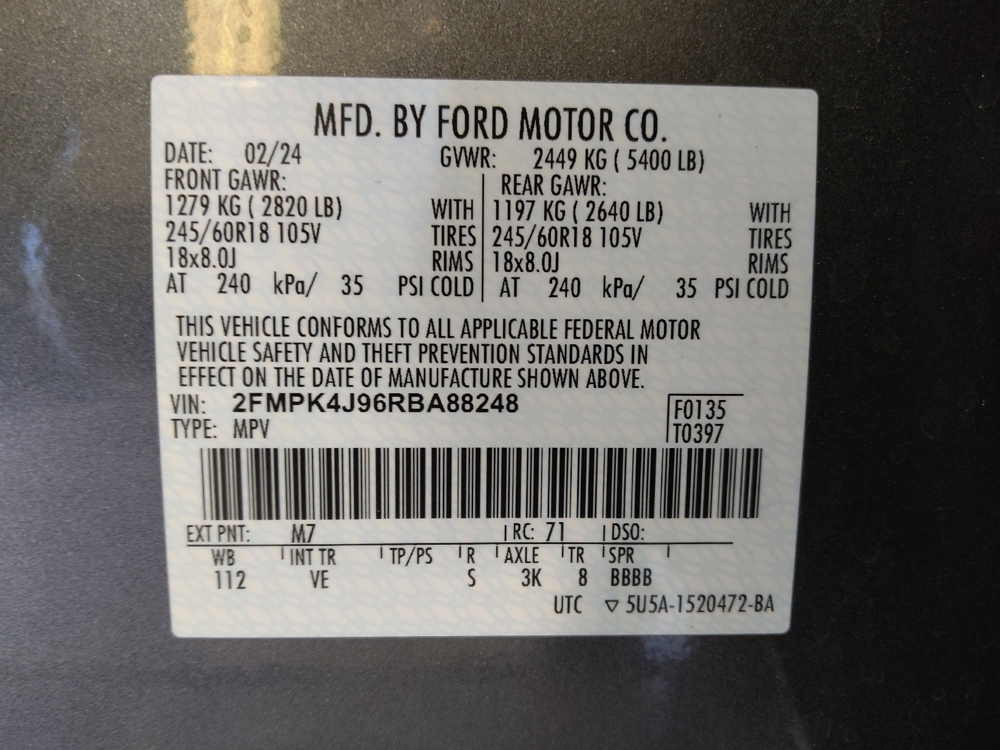 MFD. BY FORD MOTOR CO.
DATE: 02/24 GVWR: 2449 KG ( 5400 LB)
FRONT GAWR: REAR GAWR:
1279 KG ( 2820 LB) WITH 1197 KG ( 2640 LB) WITH
245/60R18 105V TIRES 245/60R18 105V TIRES
18x8.0J RIMS 18x8.0J RIMS
AT 240 kPa/ 35 PSI COLD AT 240 kPa/ 35 PSI COLD
THIS VEHICLE CONFORMS TO ALL APPLICABLE FEDERAL MOTOR
VEHICLE SAFETY AND THEFT PREVENTION STANDARDS IN
EFFECT ON THE DATE OF MANUFACTURE SHOWN ABOVE.
VIN: 2FMPK4J96RBA88248 F0135
TYPE: MPV T0397
EXT PNT: M7 RC: 71 DSO:
WB INT TR TP/PS R AXLE TR SPR
112 VE S 3K 8 BBBB
UTC ▽ 5U5A-1520472-BA